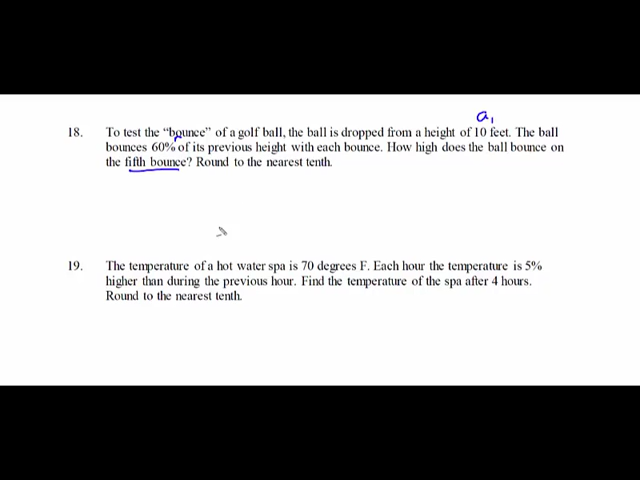 a₁
18. To test the “bounce” of a golf ball, the ball is dropped from a height of 10 feet. The ball
r
bounces 60% of its previous height with each bounce. How high does the ball bounce on
the fifth bounce? Round to the nearest tenth.
19. The temperature of a hot water spa is 70 degrees F. Each hour the temperature is 5%
higher than during the previous hour. Find the temperature of the spa after 4 hours.
Round to the nearest tenth.